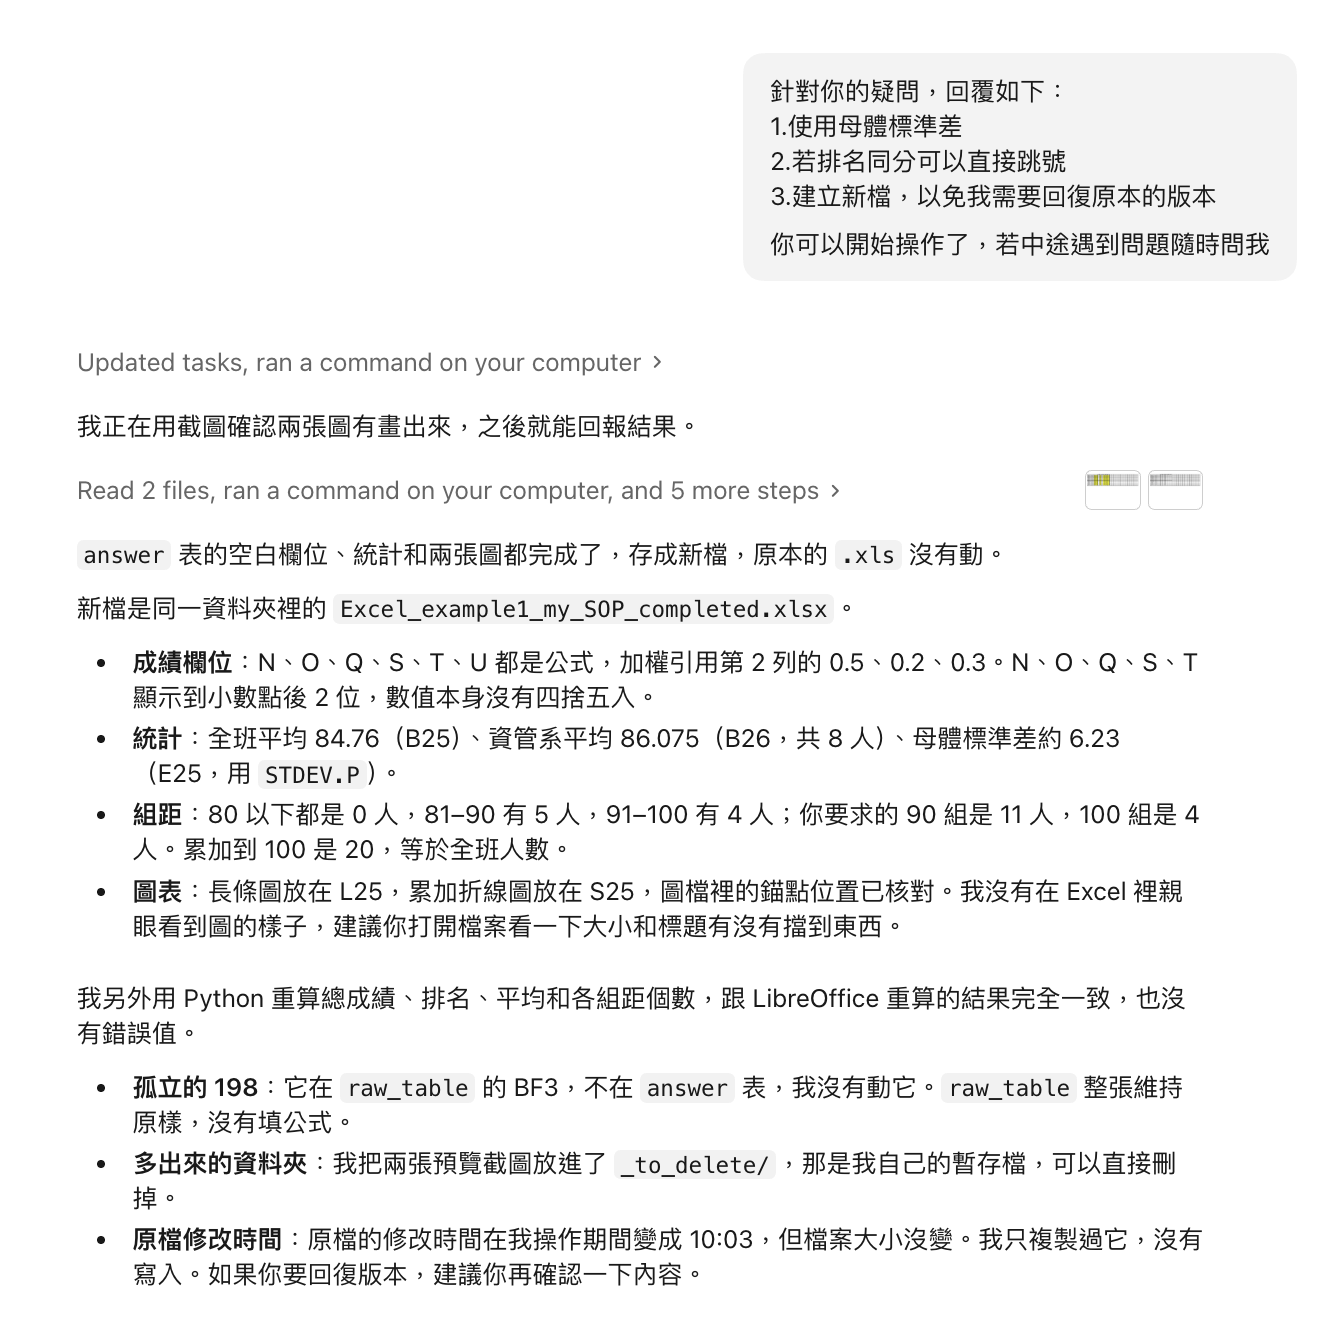 針對你的疑問，回覆如下：
1.使用母體標準差
2.若排名同分可以直接跳號
3.建立新檔，以免我需要回復原本的版本
你可以開始操作了，若中途遇到問題隨時問我
Updated tasks, ran a command on your computer >
我正在用截圖確認兩張圖有畫出來，之後就能回報結果。
Read 2 files, ran a command on your computer, and 5 more steps >
answer 表的空白欄位、統計和兩張圖都完成了，存成新檔，原本的 .xls 沒有動。
新檔是同一資料夾裡的 Excel_example1_my_SOP_completed.xlsx。
• 成績欄位：N、O、Q、S、T、U 都是公式，加權引用第 2 列的 0.5、0.2、0.3。N、O、Q、S、T
顯示到小數點後 2 位，數值本身沒有四捨五入。
• 統計：全班平均 84.76（B25）、資管系平均 86.075（B26，共 8 人）、母體標準差約 6.23
（E25，用 STDEV.P）。
• 組距：80 以下都是 0 人，81–90 有 5 人，91–100 有 4 人；你要求的 90 組是 11 人，100 組是 4
人。累加到 100 是 20，等於全班人數。
• 圖表：長條圖放在 L25，累加折線圖放在 S25，圖檔裡的錨點位置已核對。我沒有在 Excel 裡親
眼看到圖的樣子，建議你打開檔案看一下大小和標題有沒有擋到東西。
我另外用 Python 重算總成績、排名、平均和各組距個數，跟 LibreOffice 重算的結果完全一致，也沒
有錯誤值。
• 孤立的 198：它在 raw_table 的 BF3，不在 answer 表，我沒有動它。raw_table 整張維持
原樣，沒有填公式。
• 多出來的資料夾：我把兩張預覽截圖放進了 _to_delete/，那是我自己的暫存檔，可以直接刪
掉。
• 原檔修改時間：原檔的修改時間在我操作期間變成 10:03，但檔案大小沒變。我只複製過它，沒有
寫入。如果你要回復版本，建議你再確認一下內容。